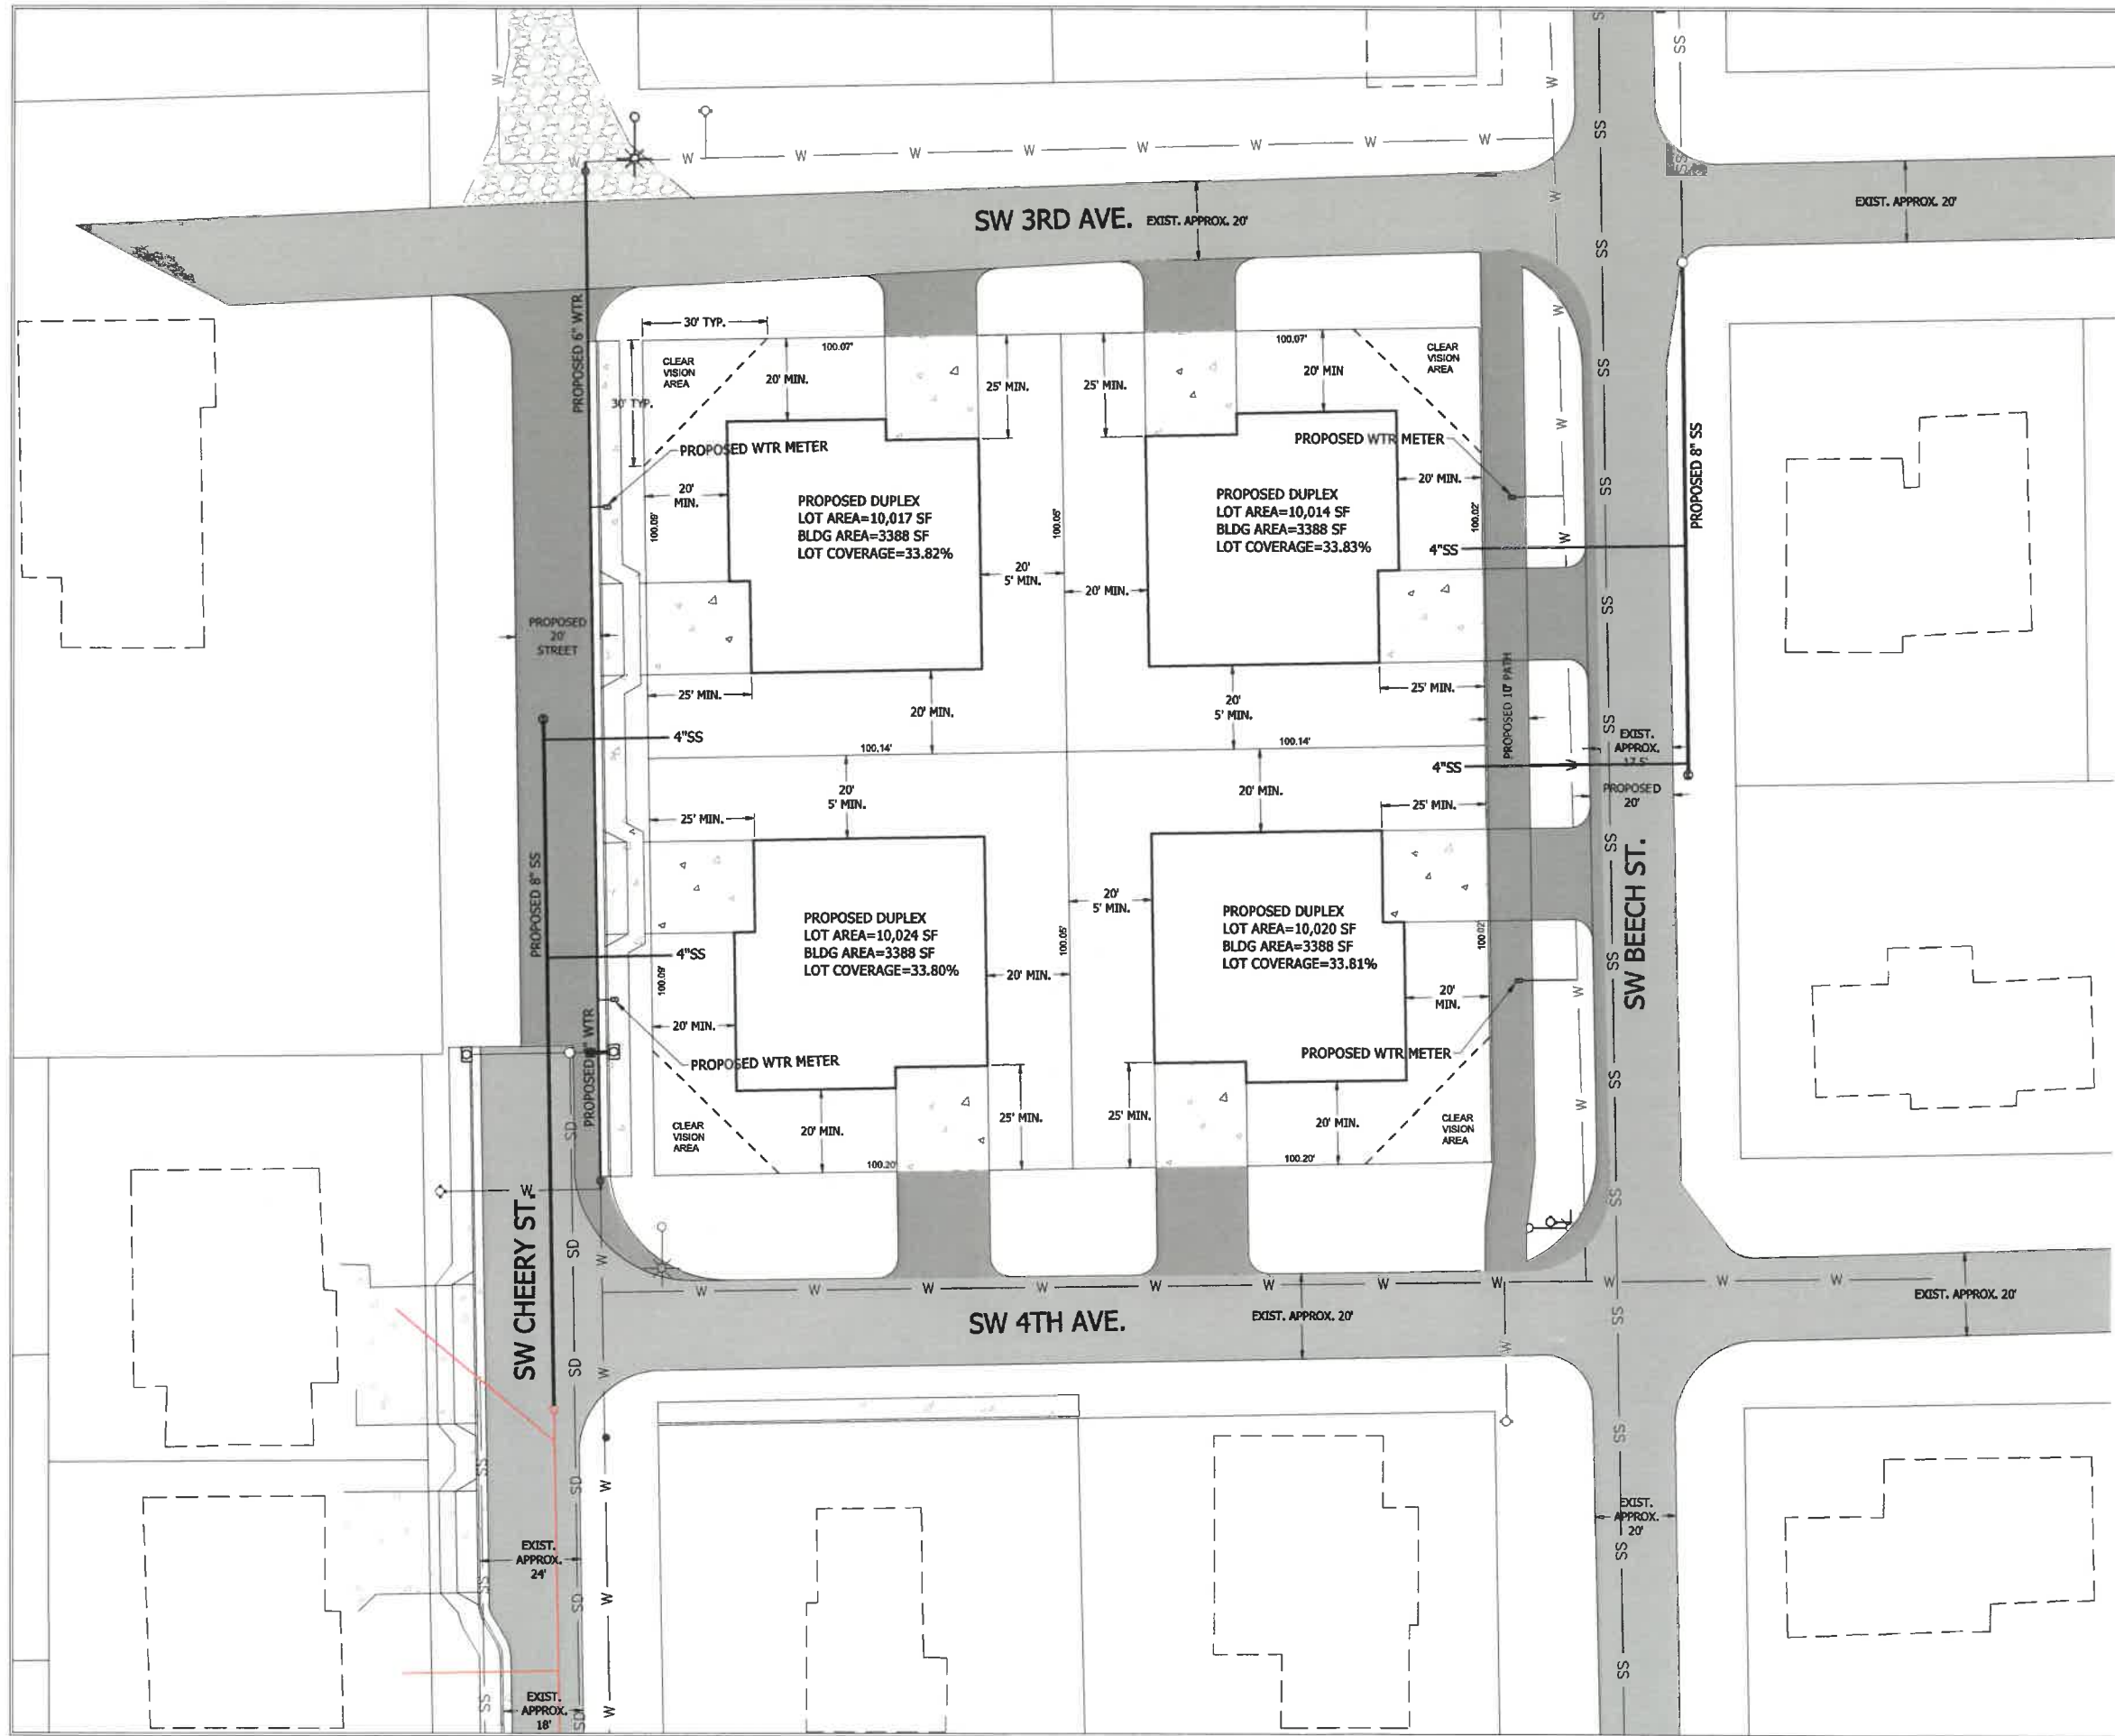 SW 3RD AVE.
EXIST. APPROX. 20'
EXIST. APPROX. 20'
PROPOSED 6" WTR
30' TYP.
30' TYP.
CLEAR
VISION
AREA
20' MIN.
100.07'
25' MIN.
25' MIN.
100.07'
20' MIN
CLEAR
VISION
AREA
PROPOSED WTR METER
PROPOSED WTR METER
20'
MIN.
100.09'
PROPOSED DUPLEX
LOT AREA=10,017 SF
BLDG AREA=3388 SF
LOT COVERAGE=33.82%
100.05'
PROPOSED DUPLEX
LOT AREA=10,014 SF
BLDG AREA=3388 SF
LOT COVERAGE=33.83%
20' MIN.
100.02'
4"SS
PROPOSED 8" SS
20'
5' MIN.
20' MIN.
PROPOSED
20'
STREET
25' MIN.
20' MIN.
20'
5' MIN.
25' MIN.
PROPOSED 10' PATH
4"SS
100.14'
100.14'
4"SS
EXIST.
APPROX.
17.5'
PROPOSED
20'
20'
5' MIN.
20' MIN.
25' MIN.
25' MIN.
PROPOSED 8" SS
PROPOSED DUPLEX
LOT AREA=10,024 SF
BLDG AREA=3388 SF
LOT COVERAGE=33.80%
20'
5' MIN.
PROPOSED DUPLEX
LOT AREA=10,020 SF
BLDG AREA=3388 SF
LOT COVERAGE=33.81%
SW BEECH ST.
4"SS
100.09'
100.05'
100.02'
20' MIN.
20'
MIN.
20' MIN.
PROPOSED WTR METER
PROPOSED WTR METER
CLEAR
VISION
AREA
20' MIN.
25' MIN.
25' MIN.
20' MIN.
CLEAR
VISION
AREA
100.20'
100.20'
SW CHEERY ST.
SW 4TH AVE.
EXIST. APPROX. 20'
EXIST. APPROX. 20'
EXIST.
APPROX.
24'
EXIST.
APPROX.
20'
EXIST.
APPROX.
18'